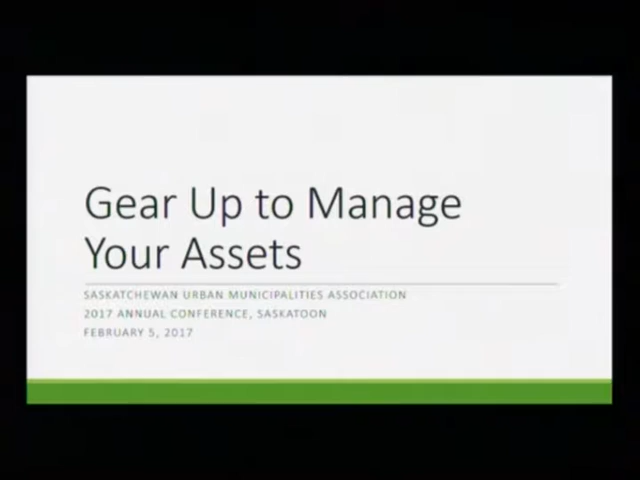 Gear Up to Manage
Your Assets
SASKATCHEWAN URBAN MUNICIPALITIES ASSOCIATION
2017 ANNUAL CONFERENCE, SASKATOON
FEBRUARY 5, 2017